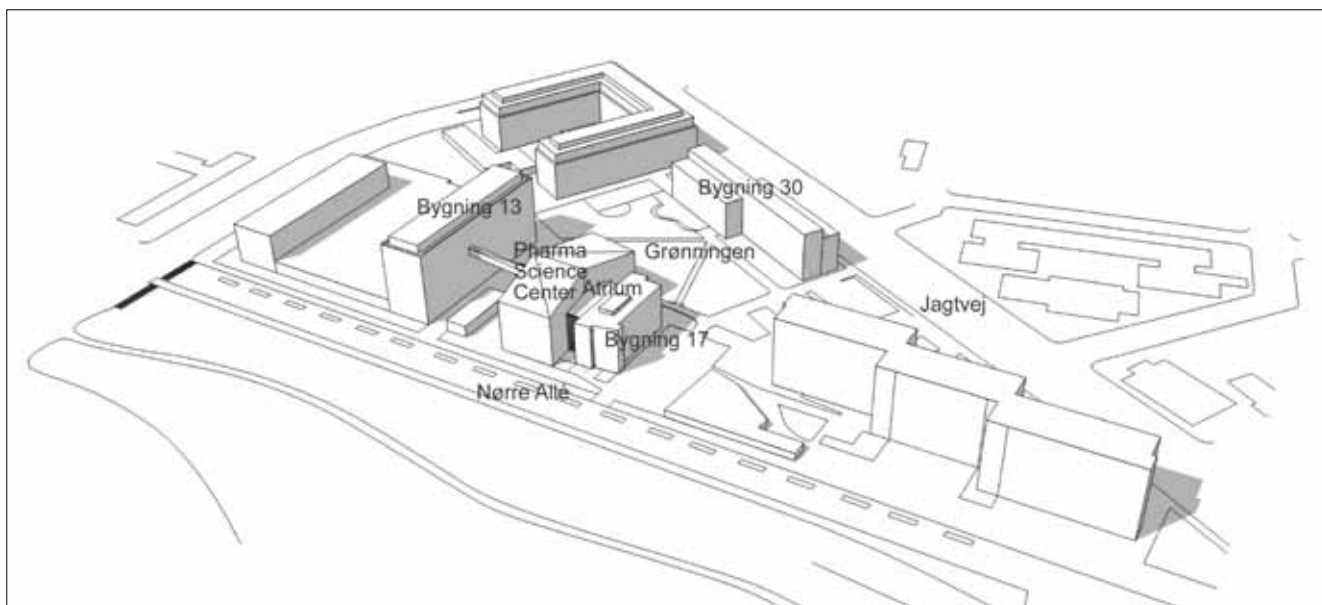 Bygning 30
Bygning 13
Pharma
Science
Center
Grønningen
Atrium
Jagtvej
Bygning 17
Nørre Allé